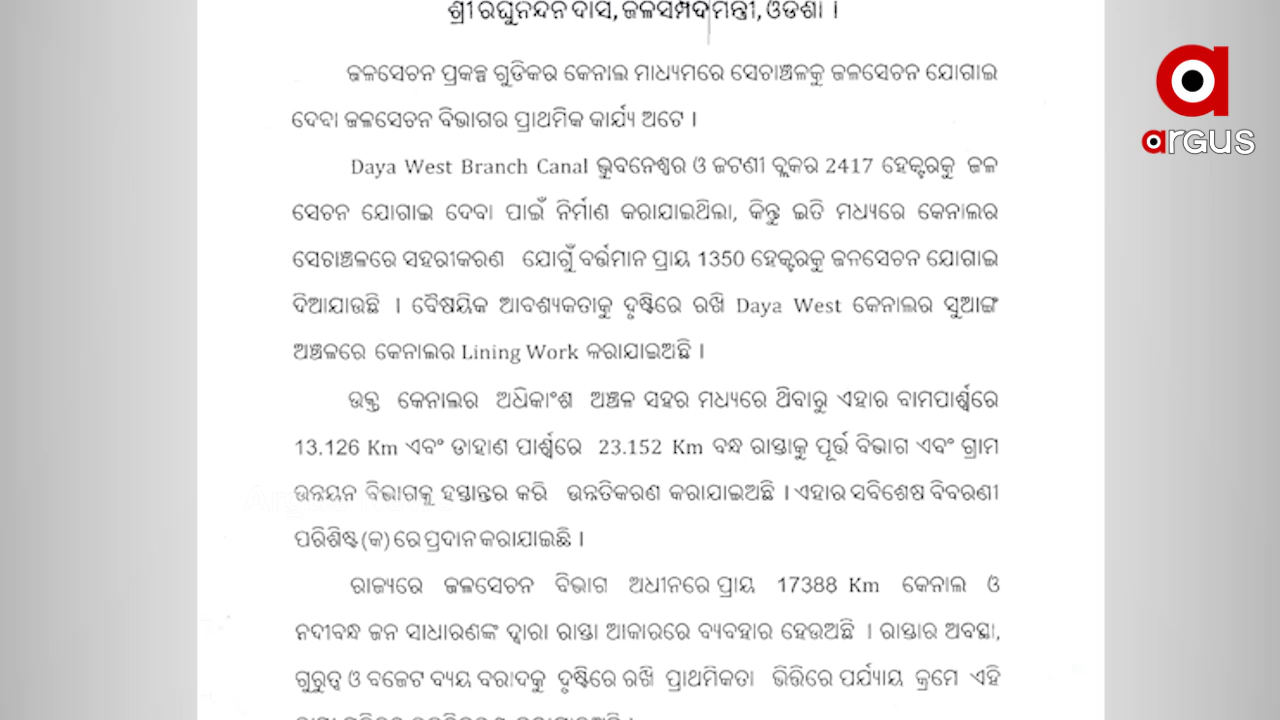 ଶ୍ରୀ ରଘୁନନ୍ଦନ ଦାସ, ଜଳସମ୍ପଦ ମନ୍ତ୍ରୀ, ଓଡିଶା ।
ଜଳସେଚନ ପ୍ରକଳ୍ପ ଗୁଡିକର କେନାଲ ମାଧ୍ୟମରେ ସେଚାଞ୍ଚଳକୁ ଜଳସେଚନ ଯୋଗାଇ
ଦେବା ଜଳସେଚନ ବିଭାଗର ପ୍ରାଥମିକ କାର୍ଯ୍ୟ ଅଟେ ।
Daya West Branch Canal ଭୁବନେଶ୍ଵର ଓ ଜଟଣୀ ବ୍ଲକର 2417 ହେକ୍ଟରକୁ ଜଳ
ସେଚନ ଯୋଗାଇ ଦେବା ପାଇଁ ନିର୍ମାଣ କରାଯାଇଥିଲା, କିନ୍ତୁ ଇତି ମଧ୍ୟରେ କେନାଲର
ସେଚାଞ୍ଚଳରେ ସହରୀକରଣ ଯୋଗୁଁ ବର୍ତ୍ତମାନ ପ୍ରାୟ 1350 ହେକ୍ଟରକୁ ଜଳସେଚନ ଯୋଗାଇ
ଦିଆଯାଉଛି । ବୈଷୟିକ ଆବଶ୍ୟକତାକୁ ଦୃଷ୍ଟିରେ ରଖି Daya West କେନାଲର ସୁଆଙ୍ଗ
ଅଞ୍ଚଳରେ କେନାଲର Lining Work କରାଯାଇଅଛି ।
ଉକ୍ତ କେନାଲର ଅଧିକାଂଶ ଅଞ୍ଚଳ ସହର ମଧ୍ୟରେ ଥିବାରୁ ଏହାର ବାମପାର୍ଶ୍ଵରେ
13.126 Km ଏବଂ ଡାହାଣ ପାର୍ଶ୍ଵରେ 23.152 Km ବନ୍ଧ ରାସ୍ତାକୁ ପୂର୍ତ୍ତ ବିଭାଗ ଏବଂ ଗ୍ରାମ
ଉନ୍ନୟନ ବିଭାଗକୁ ହସ୍ତାନ୍ତର କରି ଉନ୍ନତିକରଣ କରାଯାଇଅଛି । ଏହାର ସବିଶେଷ ବିବରଣୀ
ପରିଶିଷ୍ଟ (କ) ରେ ପ୍ରଦାନ କରାଯାଇଛି ।
ରାଜ୍ୟରେ ଜଳସେଚନ ବିଭାଗ ଅଧୀନରେ ପ୍ରାୟ 17388 Km କେନାଲ ଓ
ନଦୀବନ୍ଧ ଜନ ସାଧାରଣଙ୍କ ଦ୍ଵାରା ରାସ୍ତା ଆକାରରେ ବ୍ୟବହାର ହେଉଅଛି । ରାସ୍ତାର ଅବସ୍ଥା,
ଗୁରୁତ୍ଵ ଓ ବଜେଟ ବ୍ୟୟ ବରାଦକୁ ଦୃଷ୍ଟିରେ ରଖି ପ୍ରାଥମିକତା ଭିତ୍ତିରେ ପର୍ଯ୍ୟାୟ କ୍ରମେ ଏହି
argus